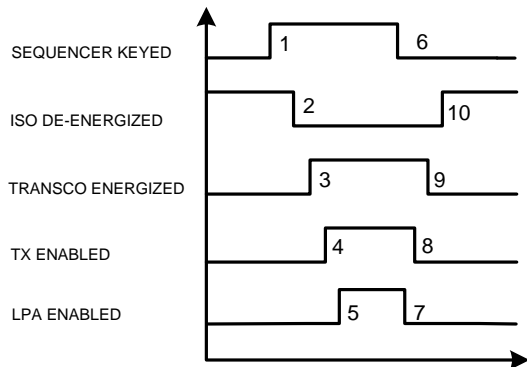 SEQUENCER KEYED 1 6
ISO DE-ENERGIZED 2 10
TRANSCO ENERGIZED 3 9
TX ENABLED 4 8
LPA ENABLED 5 7